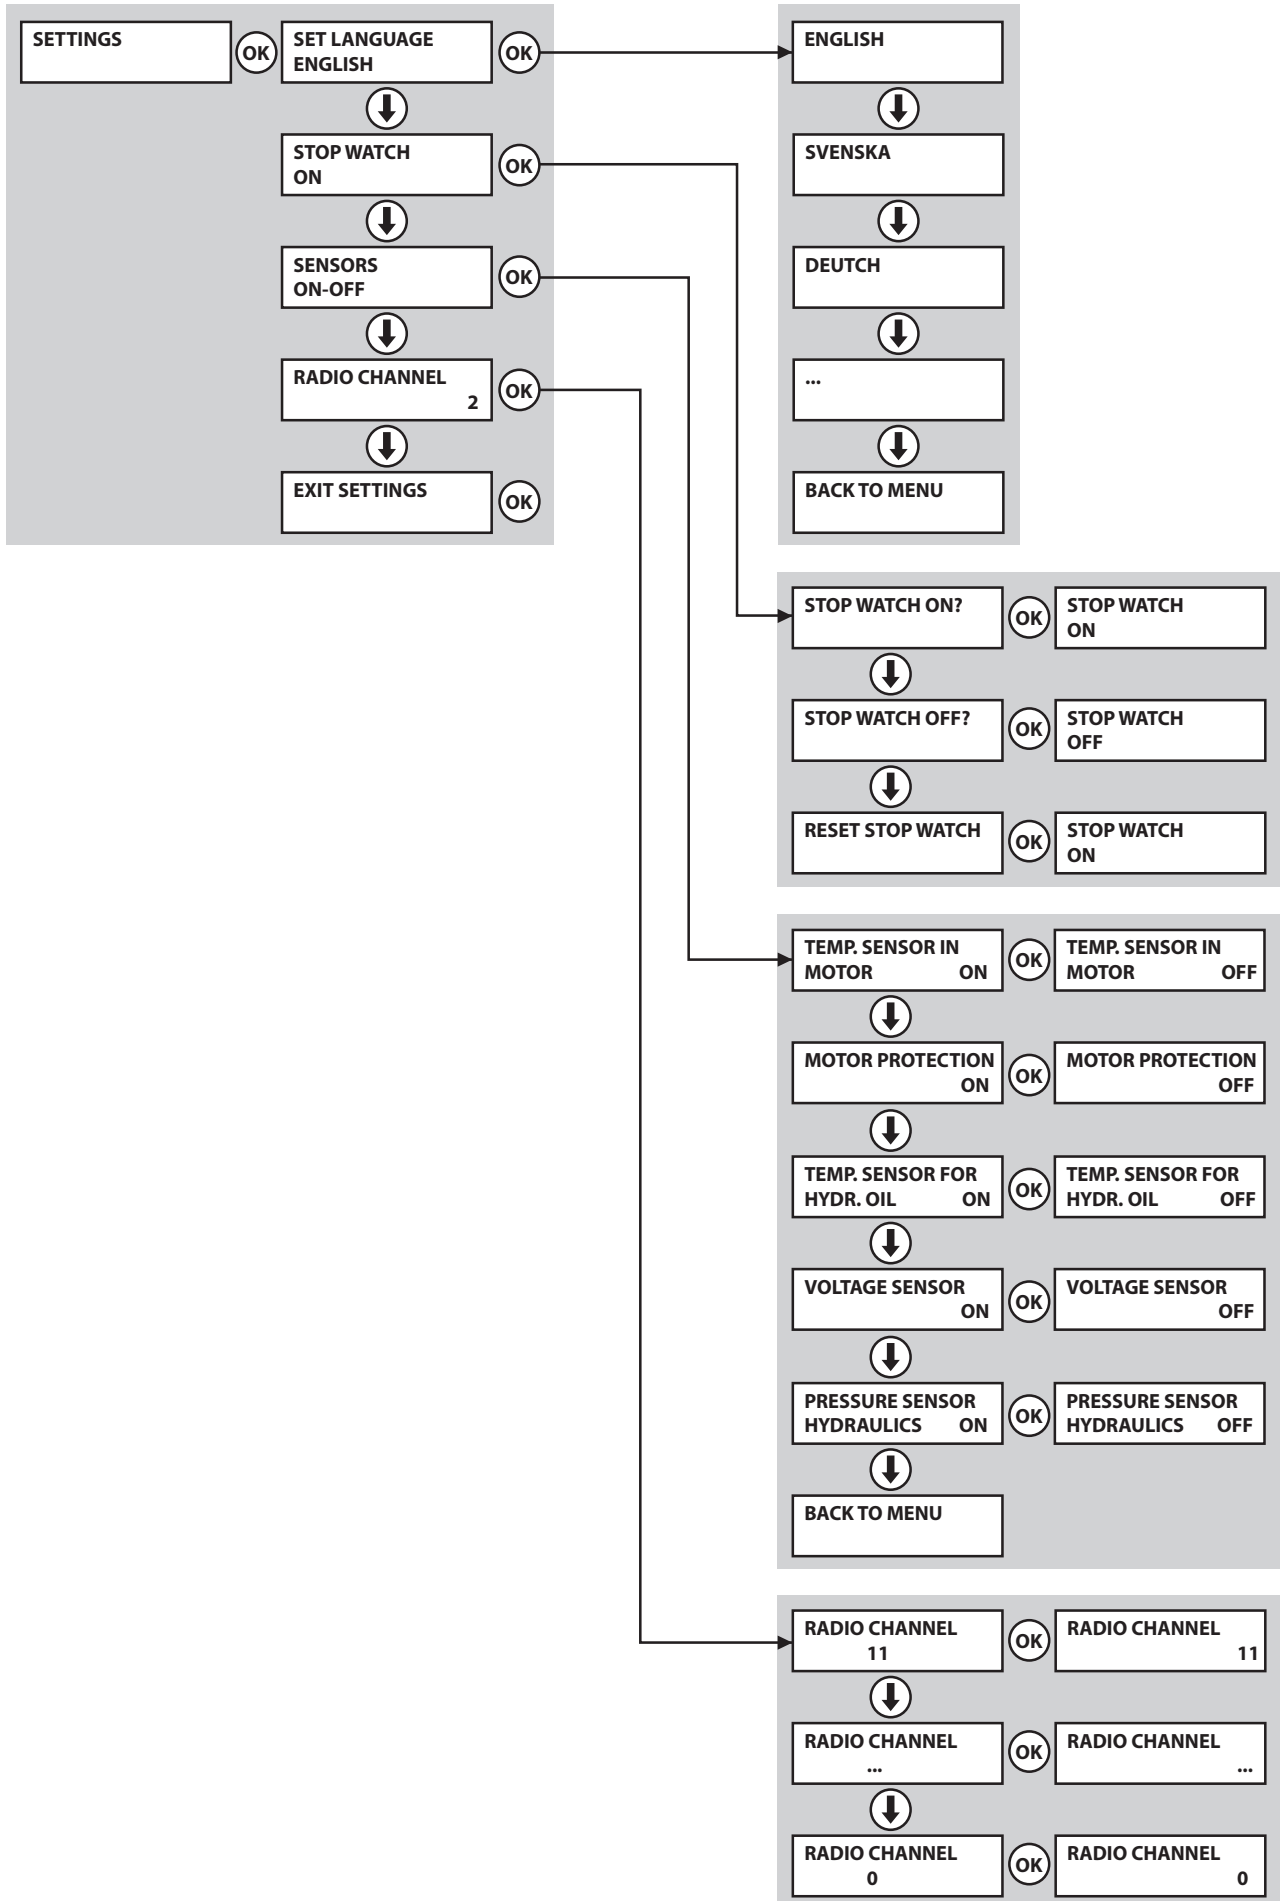 SETTINGS
OK
SET LANGUAGE
ENGLISH
OK
STOP WATCH
ON
OK
SENSORS
ON-OFF
OK
RADIO CHANNEL
2
OK
EXIT SETTINGS
OK
ENGLISH
SVENSKA
DEUTCH
...
BACK TO MENU
STOP WATCH ON?
OK
STOP WATCH
ON
STOP WATCH OFF?
OK
STOP WATCH
OFF
RESET STOP WATCH
OK
STOP WATCH
ON
TEMP. SENSOR IN
MOTOR ON
OK
TEMP. SENSOR IN
MOTOR OFF
MOTOR PROTECTION
ON
OK
MOTOR PROTECTION
OFF
TEMP. SENSOR FOR
HYDR. OIL ON
OK
TEMP. SENSOR FOR
HYDR. OIL OFF
VOLTAGE SENSOR
ON
OK
VOLTAGE SENSOR
OFF
PRESSURE SENSOR
HYDRAULICS ON
OK
PRESSURE SENSOR
HYDRAULICS OFF
BACK TO MENU
RADIO CHANNEL
11
OK
RADIO CHANNEL
11
RADIO CHANNEL
...
OK
RADIO CHANNEL
...
RADIO CHANNEL
0
OK
RADIO CHANNEL
0